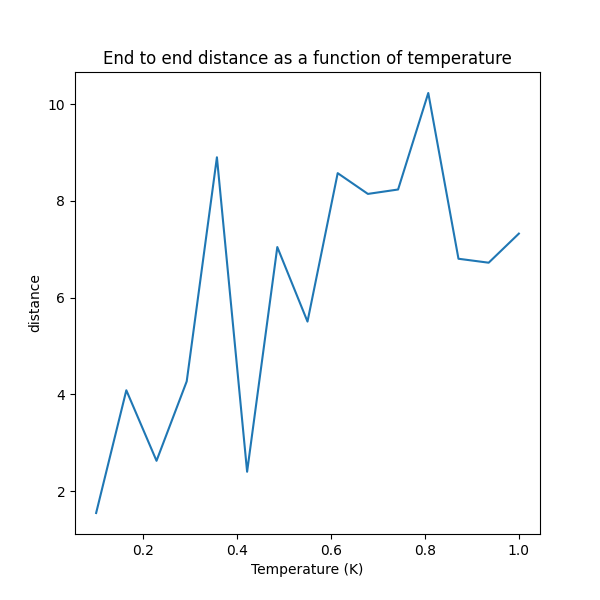 End to end distance as a function of temperature
10
8
6
4
2
distance
0.2 0.4 0.6 0.8 1.0
Temperature (K)